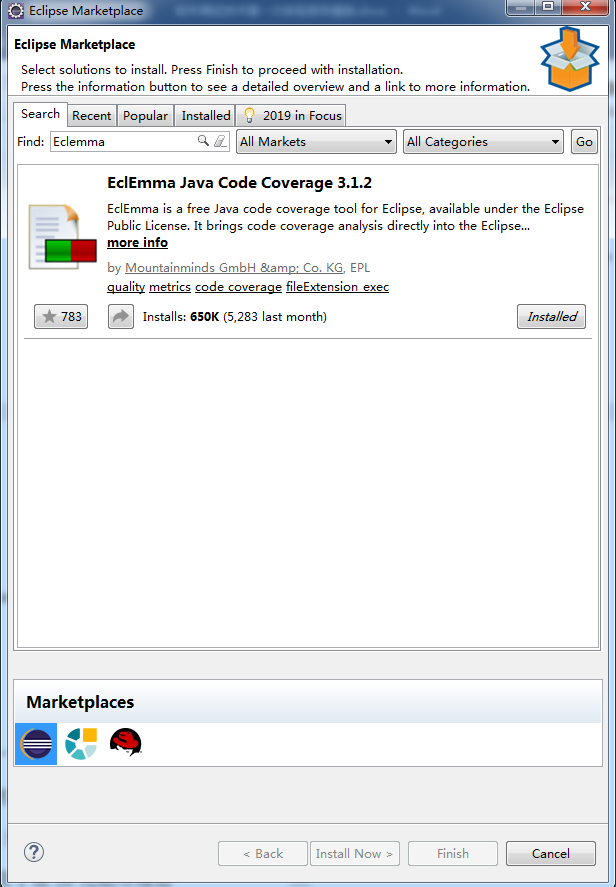 Eclipse Marketplace
Eclipse Marketplace
Select solutions to install. Press Finish to proceed with installation.
Press the information button to see a detailed overview and a link to more information.
Search
Recent
Popular
Installed
2019 in Focus
Find:
Eclemma
All Markets
All Categories
Go
EclEmma Java Code Coverage 3.1.2
EclEmma is a free Java code coverage tool for Eclipse, available under the Eclipse
Public License. It brings code coverage analysis directly into the Eclipse...
more info
by Mountainminds GmbH &amp; Co. KG, EPL
quality metrics code coverage fileExtension_exec
783
Installs: 650K (5,283 last month)
Installed
Marketplaces
?
< Back
Install Now >
Finish
Cancel